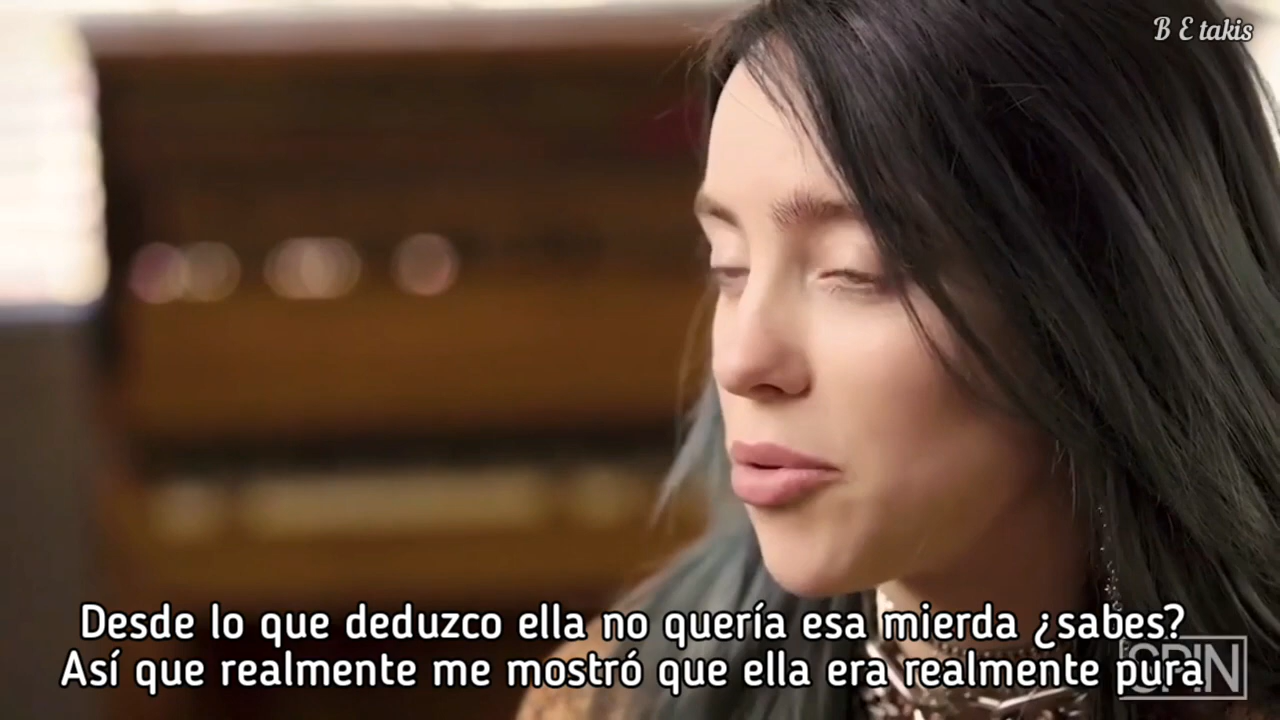 B E takis
Desde lo que deduzco ella no quería esa mierda ¿sabes?
Así que realmente me mostró que ella era realmente pura
SPIN